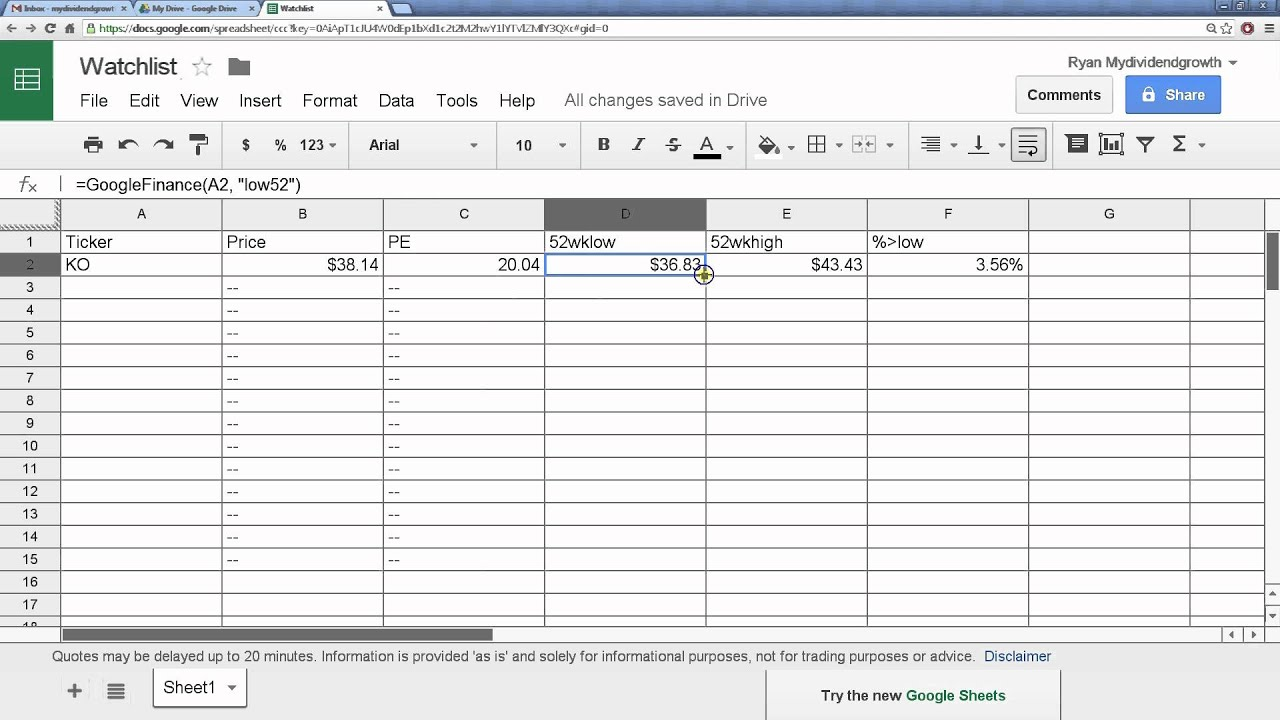 Inbox - mydividendgrowt
My Drive - Google Drive
Watchlist
https://docs.google.com/spreadsheet/
Watchlist
Ryan Mydividendgrowth
File Edit View Insert Format Data Tools Help All changes saved in Drive
Comments
Share
$ % 123 Arial 10 B I S A Σ
fx =GoogleFinance(A2, "low52")
A B C D E F G
1 Ticker Price PE 52wklow 52wkhigh %>low
2 KO $38.14 20.04 $36.83 $43.43 3.56%
3 -- --
4 -- --
5 -- --
6 -- --
7 -- --
8 -- --
9 -- --
10 -- --
11 -- --
12 -- --
13 -- --
14 -- --
15 -- --
16
17
18
Quotes may be delayed up to 20 minutes. Information is provided 'as is' and solely for informational purposes, not for trading purposes or advice. Disclaimer
Sheet1
Try the new Google Sheets